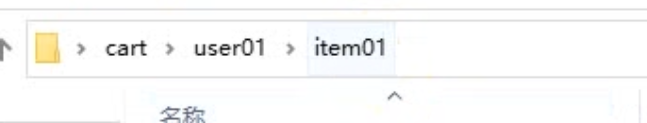 cart > user01 > item01
名称